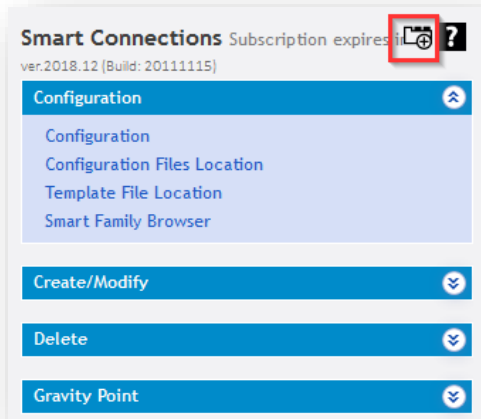 Smart Connections Subscription expires in
?
ver.2018.12 (Build: 20111115)
Configuration
Configuration
Configuration Files Location
Template File Location
Smart Family Browser
Create/Modify
Delete
Gravity Point